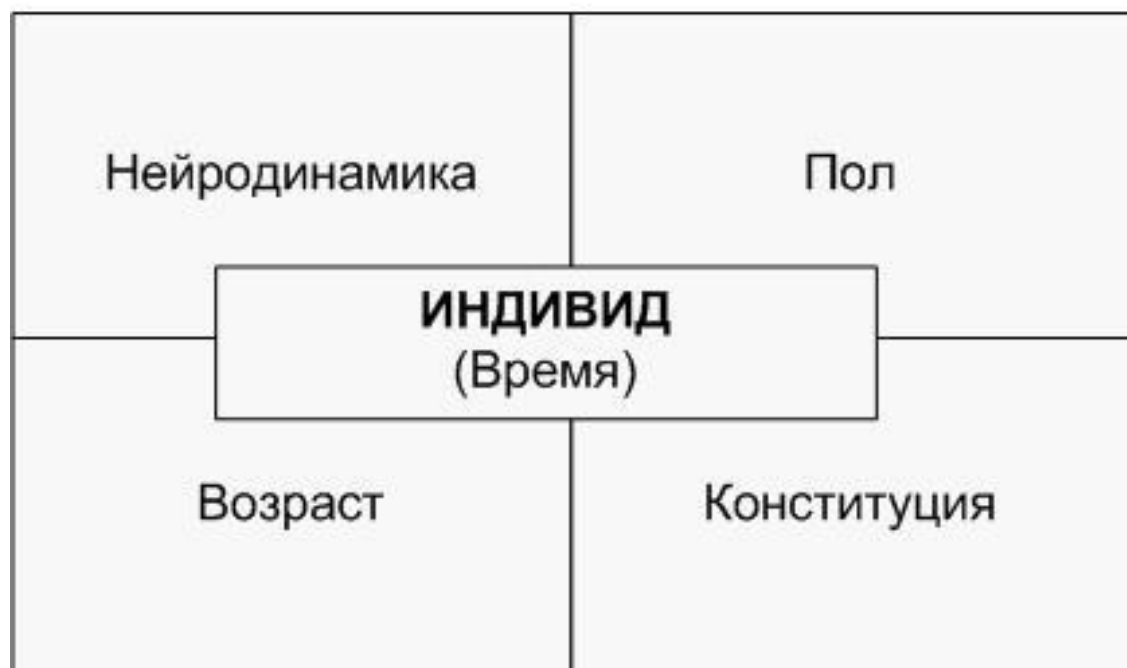 Нейродинамика
Пол
ИНДИВИД
(Время)
Возраст
Конституция